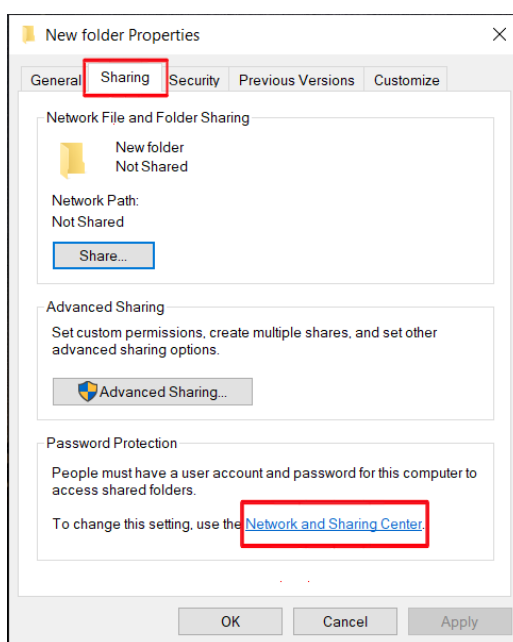 New folder Properties
General Sharing Security Previous Versions Customize
Network File and Folder Sharing
New folder
Not Shared
Network Path:
Not Shared
Share...
Advanced Sharing
Set custom permissions, create multiple shares, and set other
advanced sharing options.
Advanced Sharing...
Password Protection
People must have a user account and password for this computer to
access shared folders.
To change this setting, use the Network and Sharing Center.
OK Cancel Apply